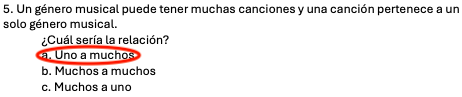 5. Un género musical puede tener muchas canciones y una canción pertenece a un
solo género musical.
¿Cuál sería la relación?
a. Uno a muchos
b. Muchos a muchos
c. Muchos a uno